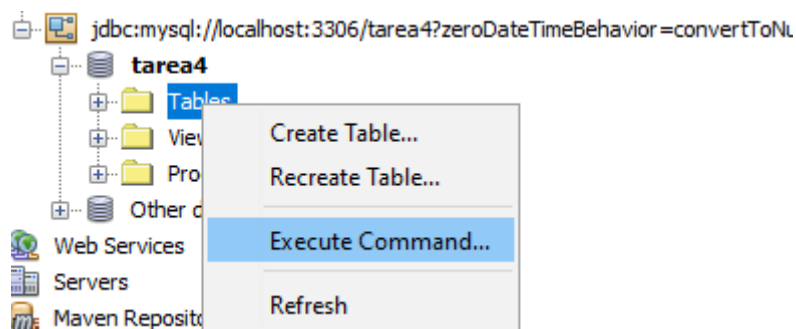 jdbc:mysql://localhost:3306/tarea4?zeroDateTimeBehavior=convertToNu
tarea4
Tables
Create Table...
Recreate Table...
Other
Execute Command...
Web Services
Servers
Refresh
Maven